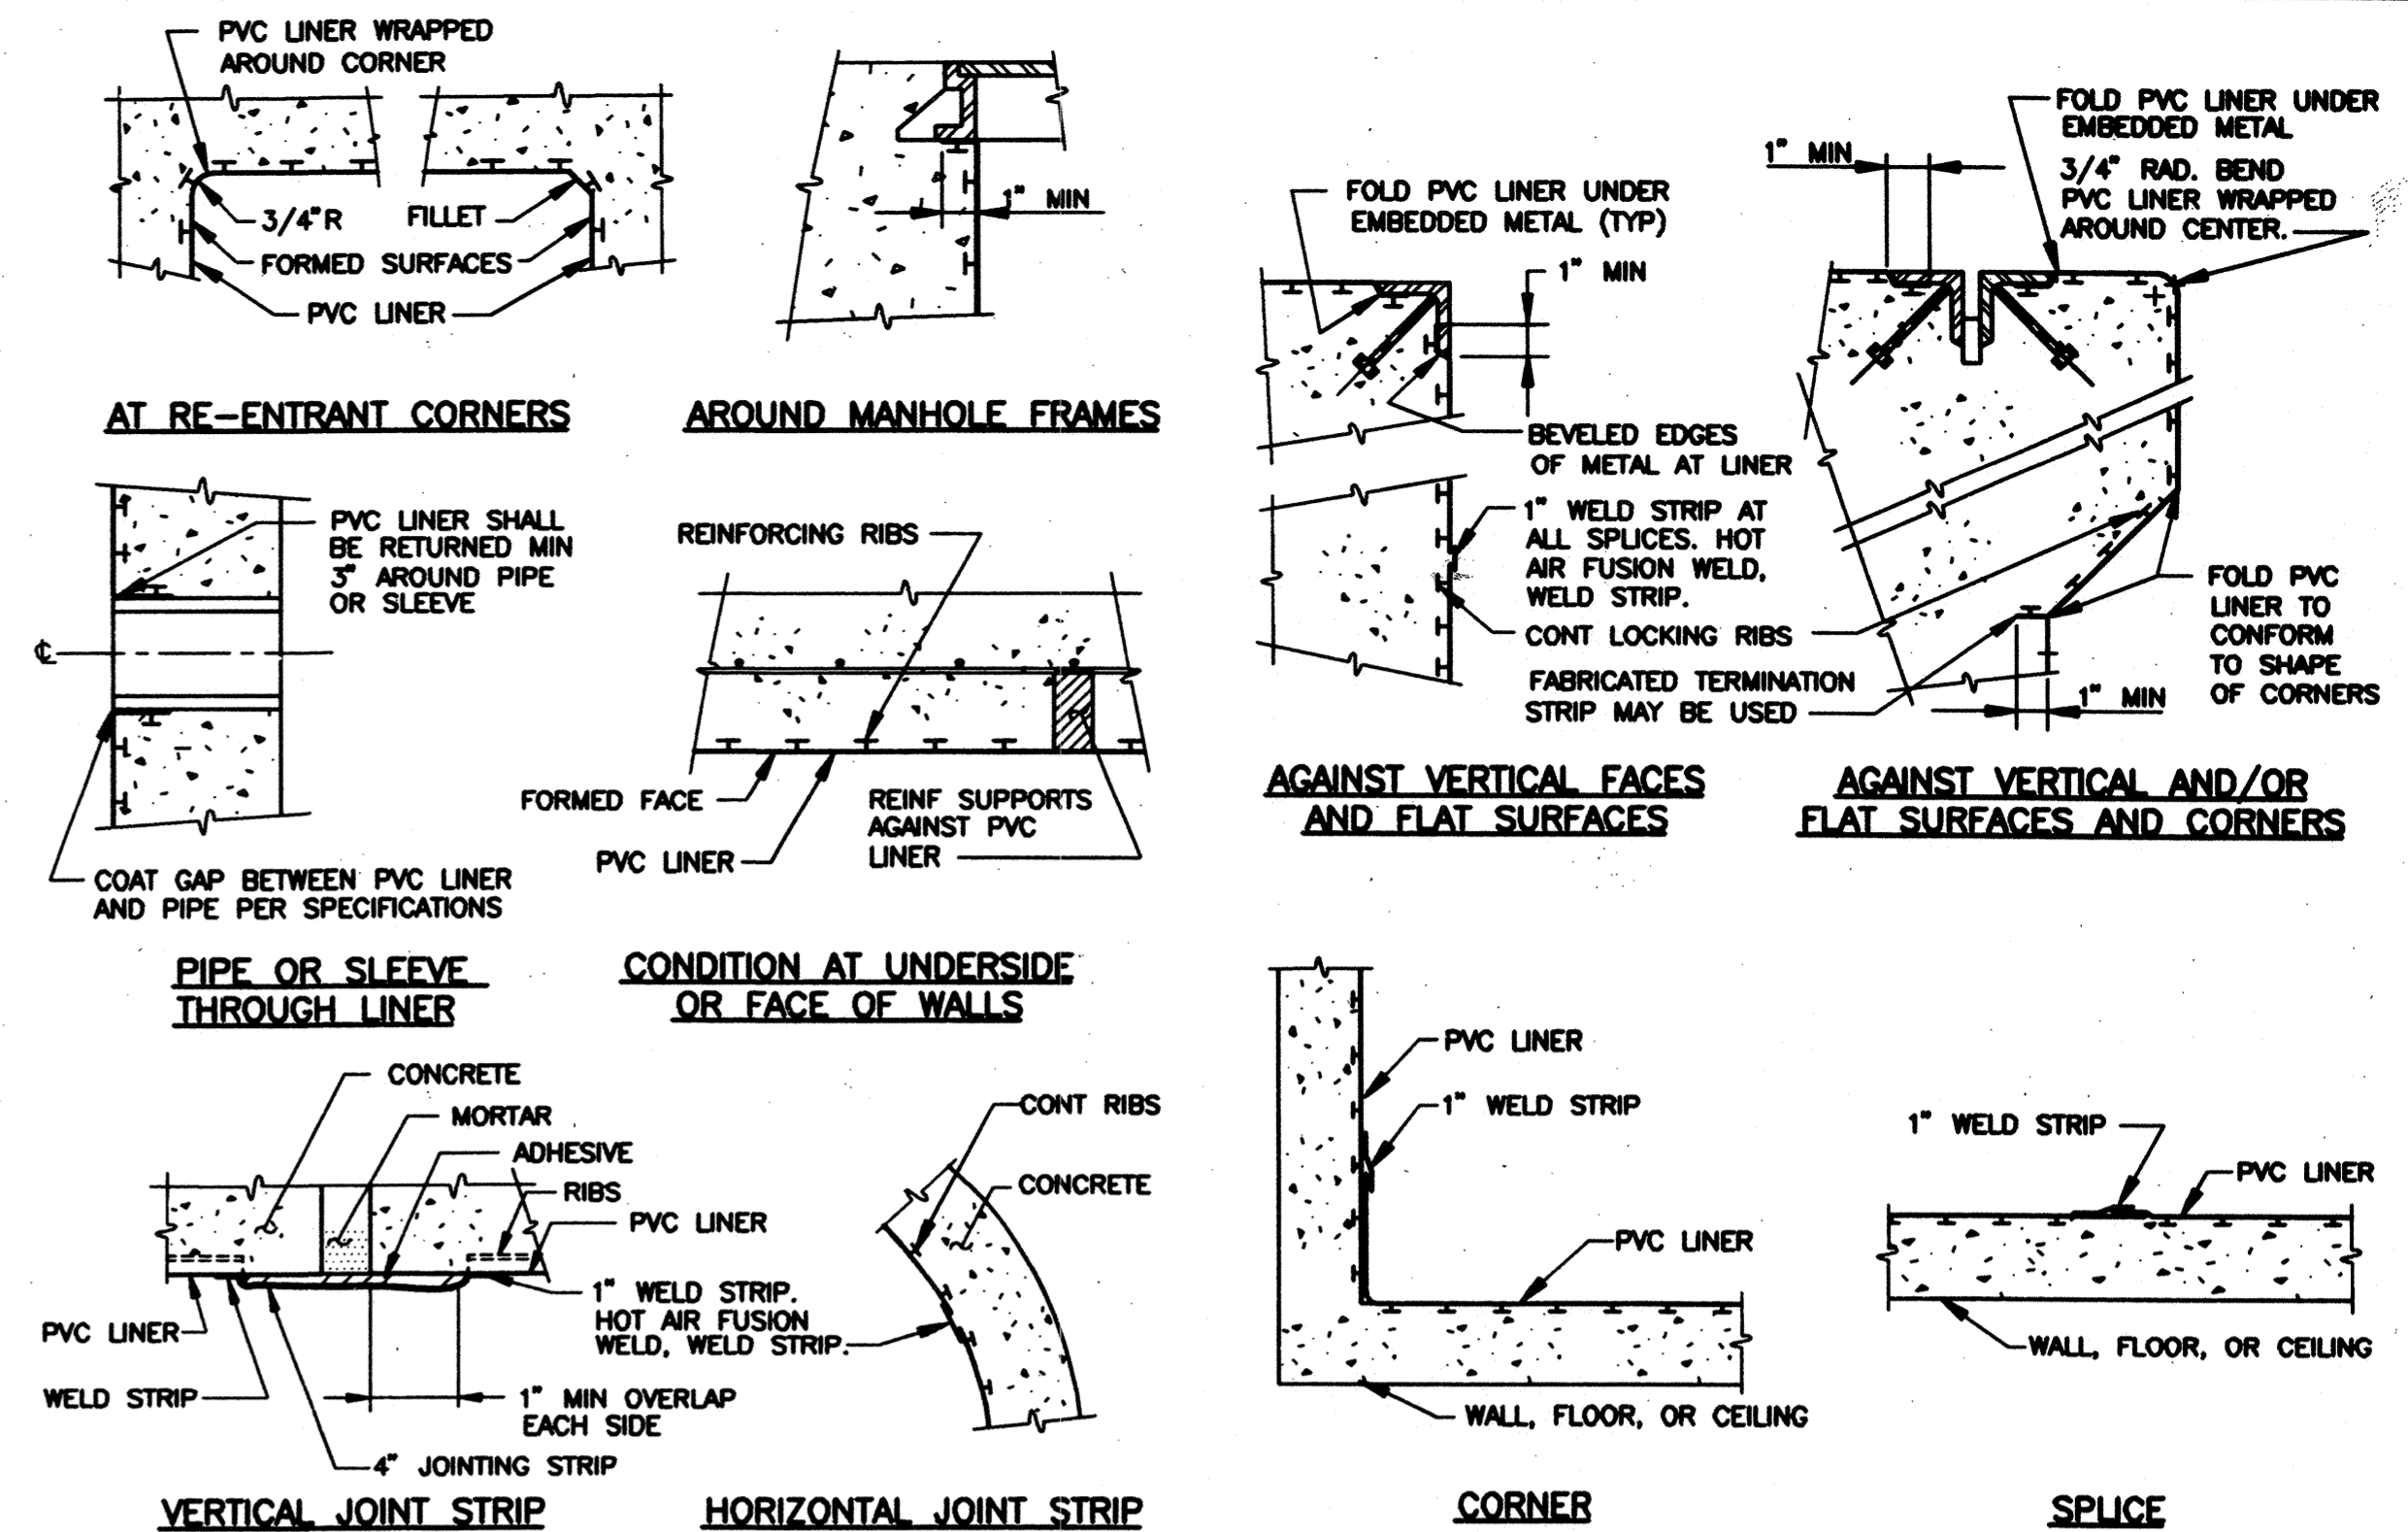 PVC LINER WRAPPED
AROUND CORNER
3/4"R
FILLET
FORMED SURFACES
PVC LINER
AT RE-ENTRANT CORNERS
1" MIN
AROUND MANHOLE FRAMES
FOLD PVC LINER UNDER
EMBEDDED METAL (TYP)
1" MIN
BEVELED EDGES
OF METAL AT LINER
1" WELD STRIP AT
ALL SPLICES. HOT
AIR FUSION WELD,
WELD STRIP.
CONT LOCKING RIBS
FABRICATED TERMINATION
STRIP MAY BE USED
AGAINST VERTICAL FACES
AND FLAT SURFACES
1" MIN
FOLD PVC LINER UNDER
EMBEDDED METAL
3/4" RAD. BEND
PVC LINER WRAPPED
AROUND CENTER.
FOLD PVC
LINER TO
CONFORM
TO SHAPE
OF CORNERS
1" MIN
AGAINST VERTICAL AND/OR
FLAT SURFACES AND CORNERS
PVC LINER SHALL
BE RETURNED MIN
3" AROUND PIPE
OR SLEEVE
℄
COAT GAP BETWEEN PVC LINER
AND PIPE PER SPECIFICATIONS
PIPE OR SLEEVE
THROUGH LINER
REINFORCING RIBS
FORMED FACE
PVC LINER
REINF SUPPORTS
AGAINST PVC
LINER
CONDITION AT UNDERSIDE
OR FACE OF WALLS
CONCRETE
MORTAR
ADHESIVE
RIBS
PVC LINER
1" WELD STRIP.
HOT AIR FUSION
WELD, WELD STRIP.
PVC LINER
WELD STRIP
1" MIN OVERLAP
EACH SIDE
4" JOINTING STRIP
VERTICAL JOINT STRIP
CONT RIBS
CONCRETE
HORIZONTAL JOINT STRIP
PVC LINER
1" WELD STRIP
PVC LINER
WALL, FLOOR, OR CEILING
CORNER
1" WELD STRIP
PVC LINER
WALL, FLOOR, OR CEILING
SPLICE